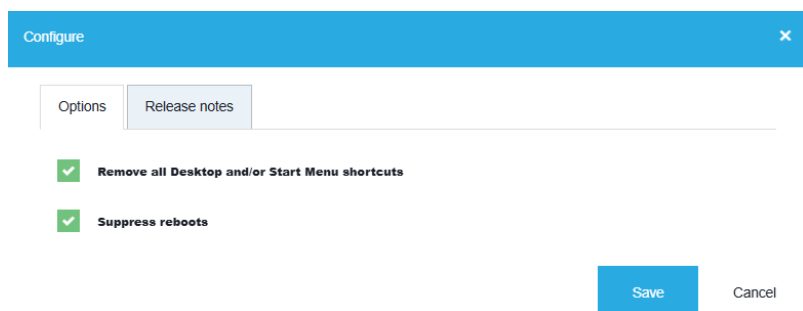 Configure
Options
Release notes
Remove all Desktop and/or Start Menu shortcuts
Suppress reboots
Save
Cancel